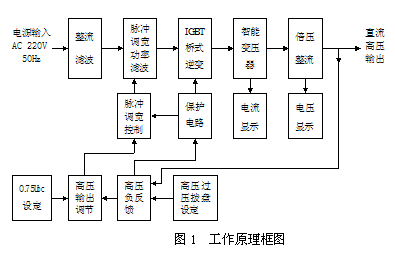 电源输入
AC 220V
50Hz
整流
滤波
脉冲
调宽
功率
滤波
IGBT
桥式
逆变
智能
变压
器
倍压
整流
直流
高压
输出
脉冲
调宽
控制
保护
电路
电流
显示
电压
显示
0.75Uhc
设定
高压
输出
调节
高压
负反
馈
高压过
压拨盘
设定
图 1 工作原理框图